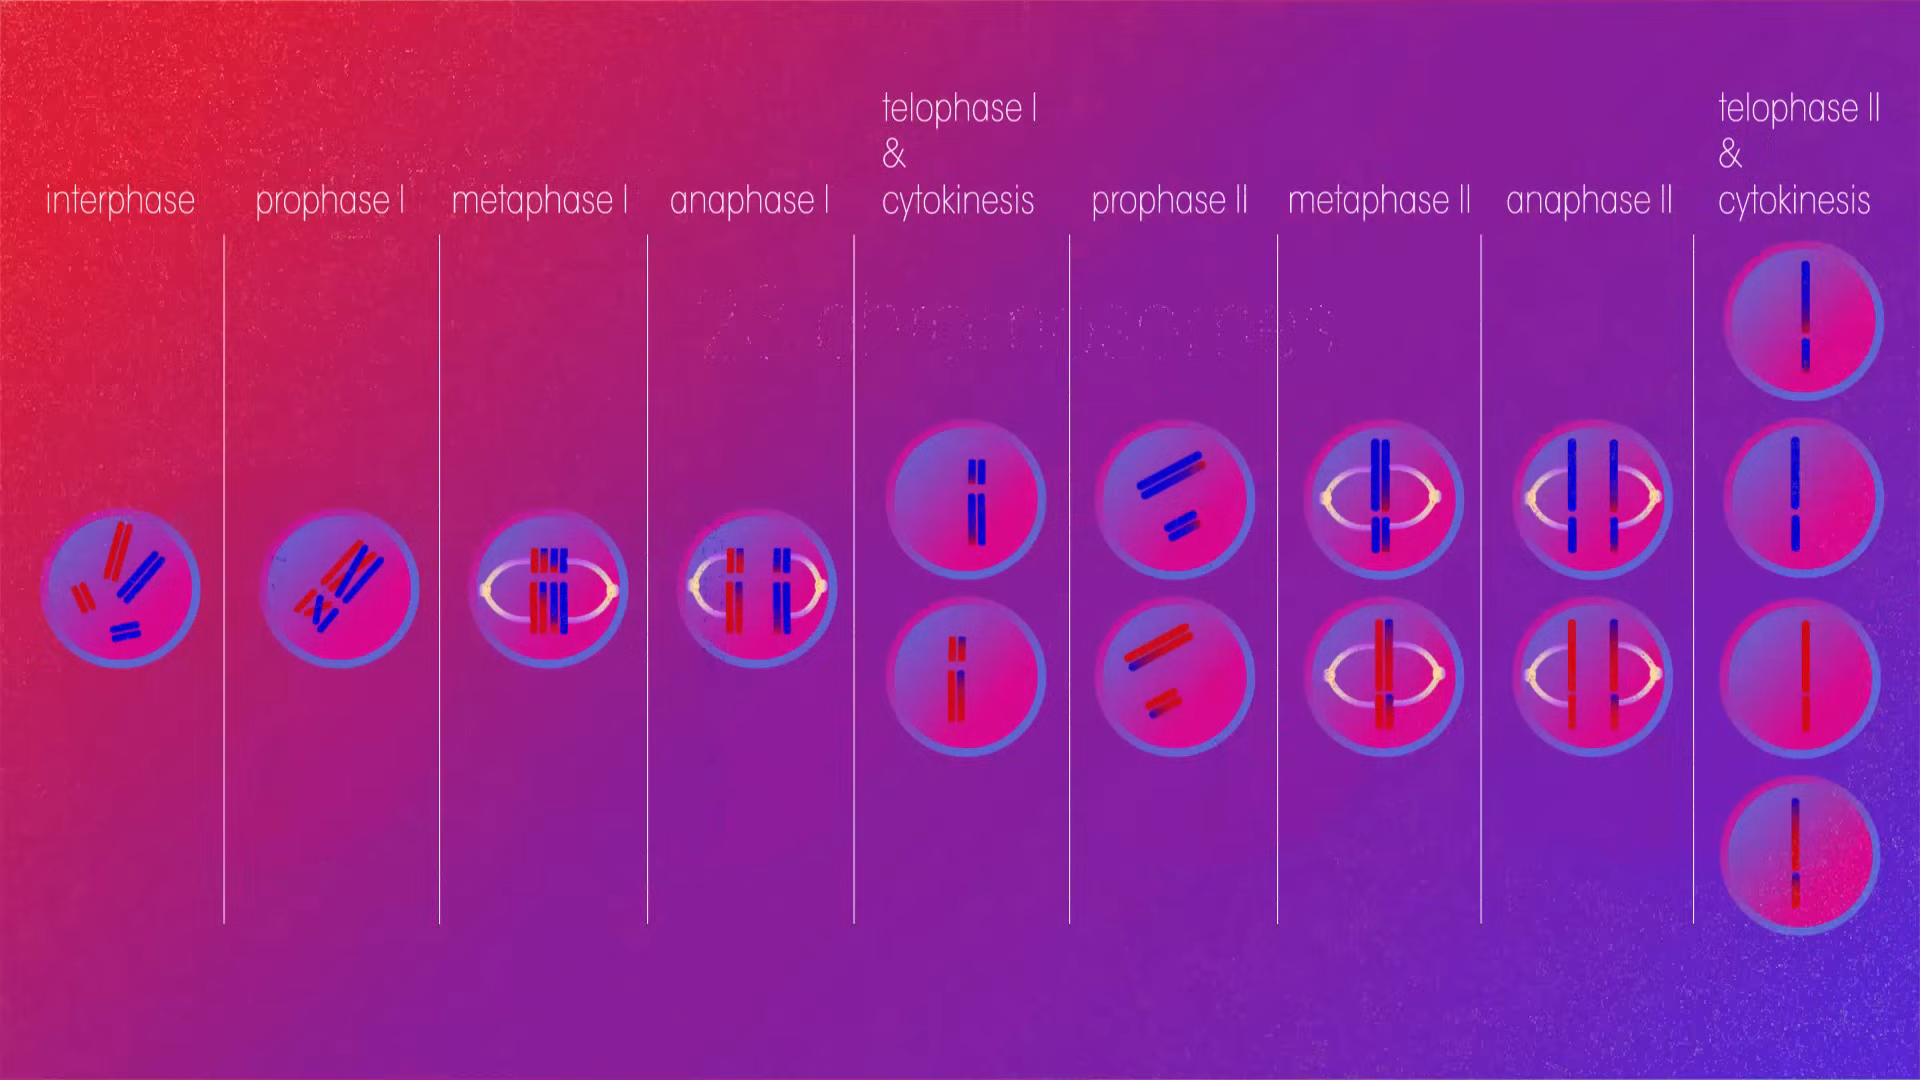 interphase
prophase I
metaphase I
anaphase I
telophase I
&
cytokinesis
prophase II
metaphase II
anaphase II
telophase II
&
cytokinesis